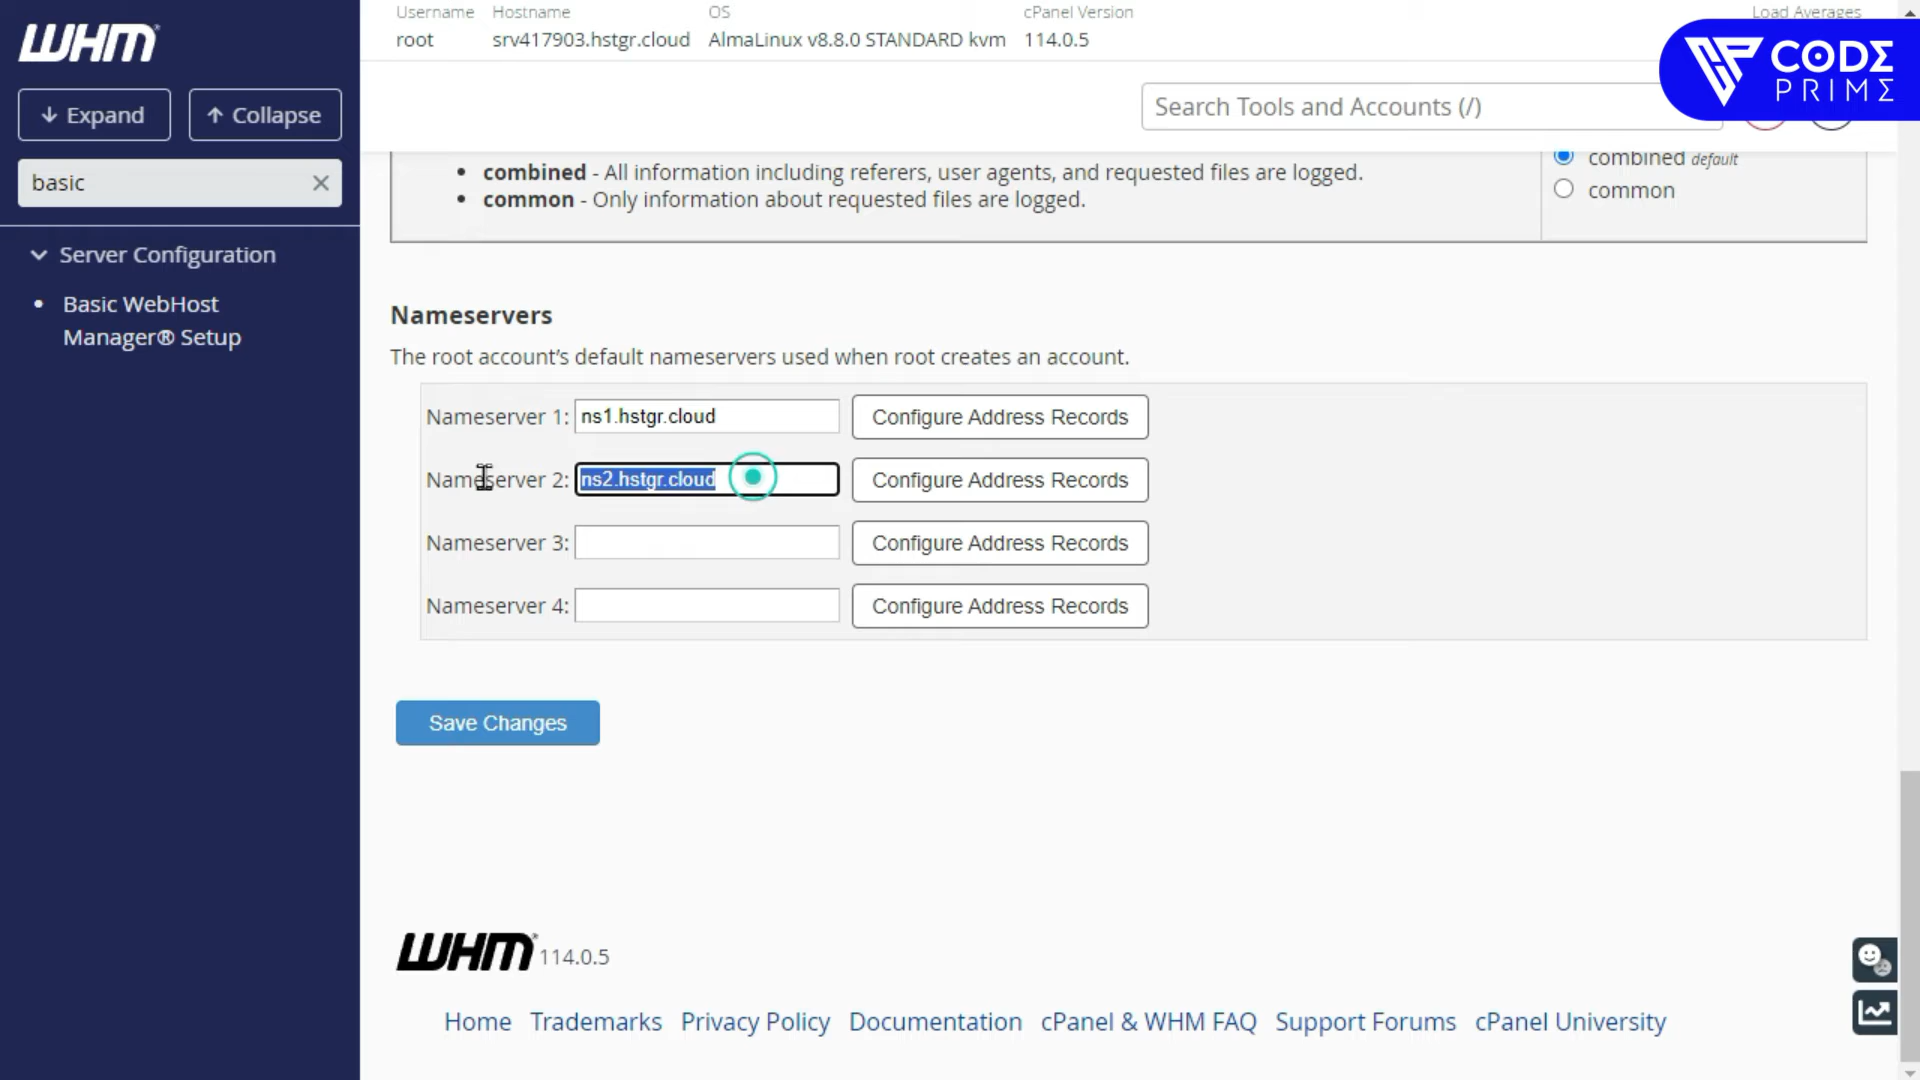 WHM
Expand
Collapse
basic
Server Configuration
Basic WebHost
Manager® Setup
Username Hostname OS cPanel Version Load Averages
root srv417903.hstgr.cloud AlmaLinux v8.8.0 STANDARD kvm 114.0.5
CODE
PRIME
Search Tools and Accounts (/)
• combined - All information including referers, user agents, and requested files are logged.
• common - Only information about requested files are logged.
combined default
common
Nameservers
The root account's default nameservers used when root creates an account.
Nameserver 1: ns1.hstgr.cloud Configure Address Records
Nameserver 2: ns2.hstgr.cloud Configure Address Records
Nameserver 3: Configure Address Records
Nameserver 4: Configure Address Records
Save Changes
WHM 114.0.5
Home Trademarks Privacy Policy Documentation cPanel & WHM FAQ Support Forums cPanel University